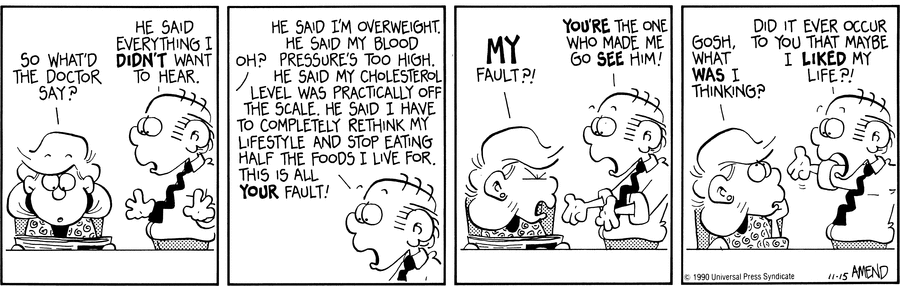 SO WHAT'D
THE DOCTOR
SAY?
HE SAID
EVERYTHING I
DIDN'T WANT
TO HEAR.
HE SAID I'M OVERWEIGHT.
HE SAID MY BLOOD
PRESSURE'S TOO HIGH.
OH?
HE SAID MY CHOLESTEROL
LEVEL WAS PRACTICALLY OFF
THE SCALE. HE SAID I HAVE
TO COMPLETELY RETHINK MY
LIFESTYLE AND STOP EATING
HALF THE FOODS I LIVE FOR.
THIS IS ALL
YOUR FAULT!
MY
FAULT?!
YOU'RE THE ONE
WHO MADE ME
GO SEE HIM!
GOSH,
WHAT
WAS I
THINKING?
DID IT EVER OCCUR
TO YOU THAT MAYBE
I LIKED MY
LIFE?!
© 1990 Universal Press Syndicate
11-15 AMEND